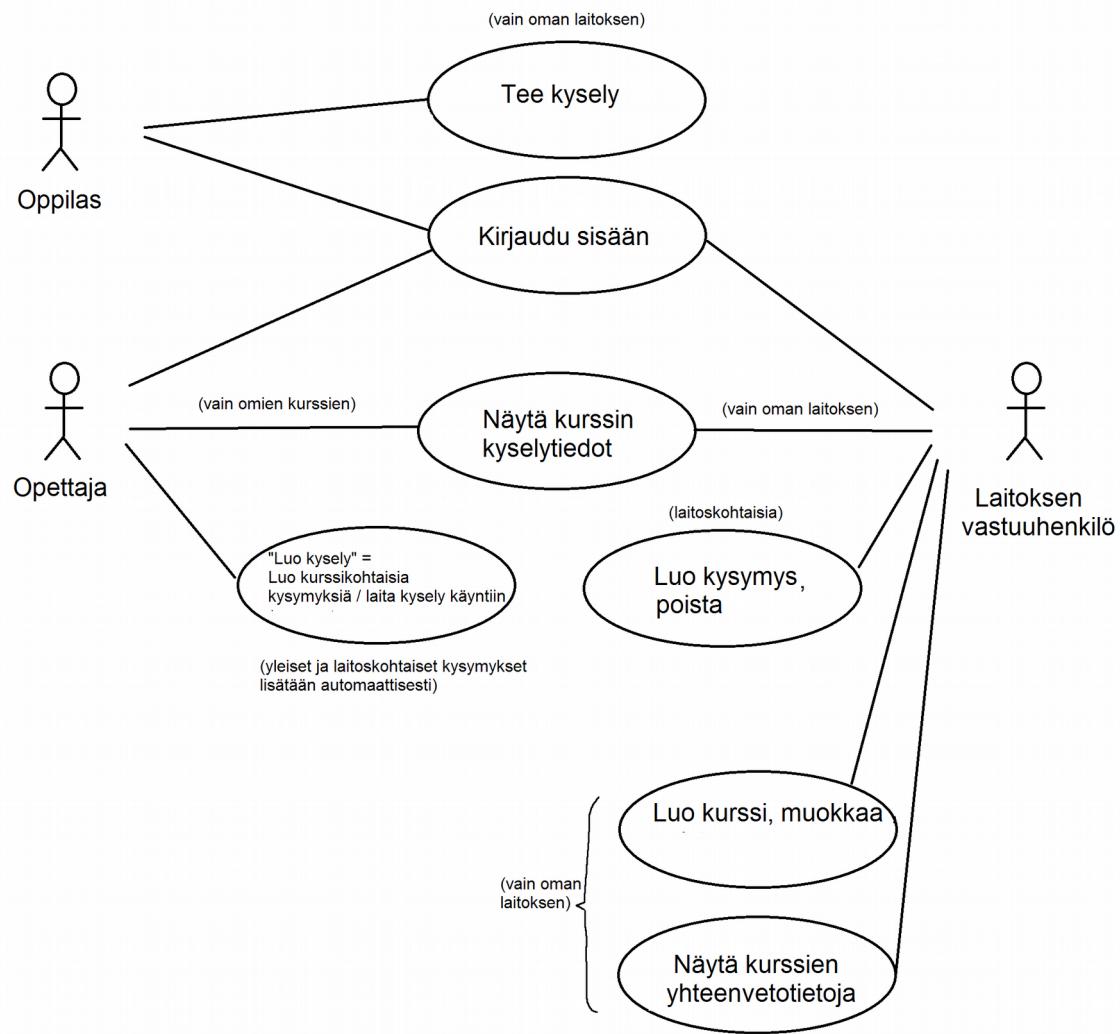 (vain oman laitoksen)
Tee kysely
Oppilas
Kirjaudu sisään
(vain omien kurssien)
Näytä kurssin
kyselytiedot
(vain oman laitoksen)
Opettaja
Laitoksen
vastuuhenkilö
"Luo kysely" =
Luo kurssikohtaisia
kysymyksiä / laita kysely käyntiin
(yleiset ja laitoskohtaiset kysymykset
lisätään automaattisesti)
(laitoskohtaisia)
Luo kysymys,
poista
Luo kurssi, muokkaa
(vain oman
laitoksen)
Näytä kurssien
yhteenvetotietoja